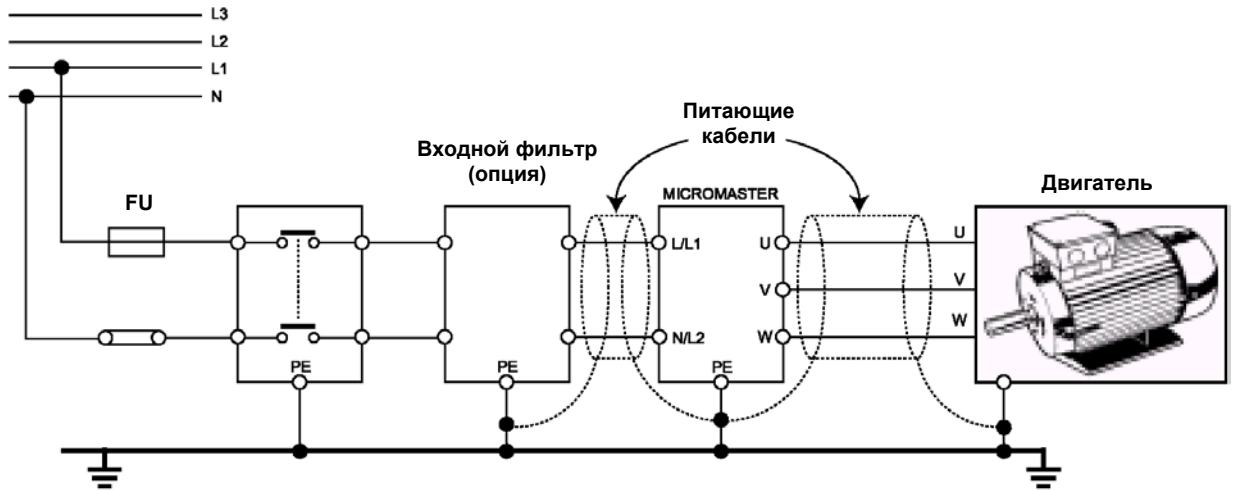 L3
L2
L1
N
Питающие
кабели
Входной фильтр
(опция)
MICROMASTER
Двигатель
FU
L/L1
U
U
V
V
W
N/L2
W
PE
PE
PE